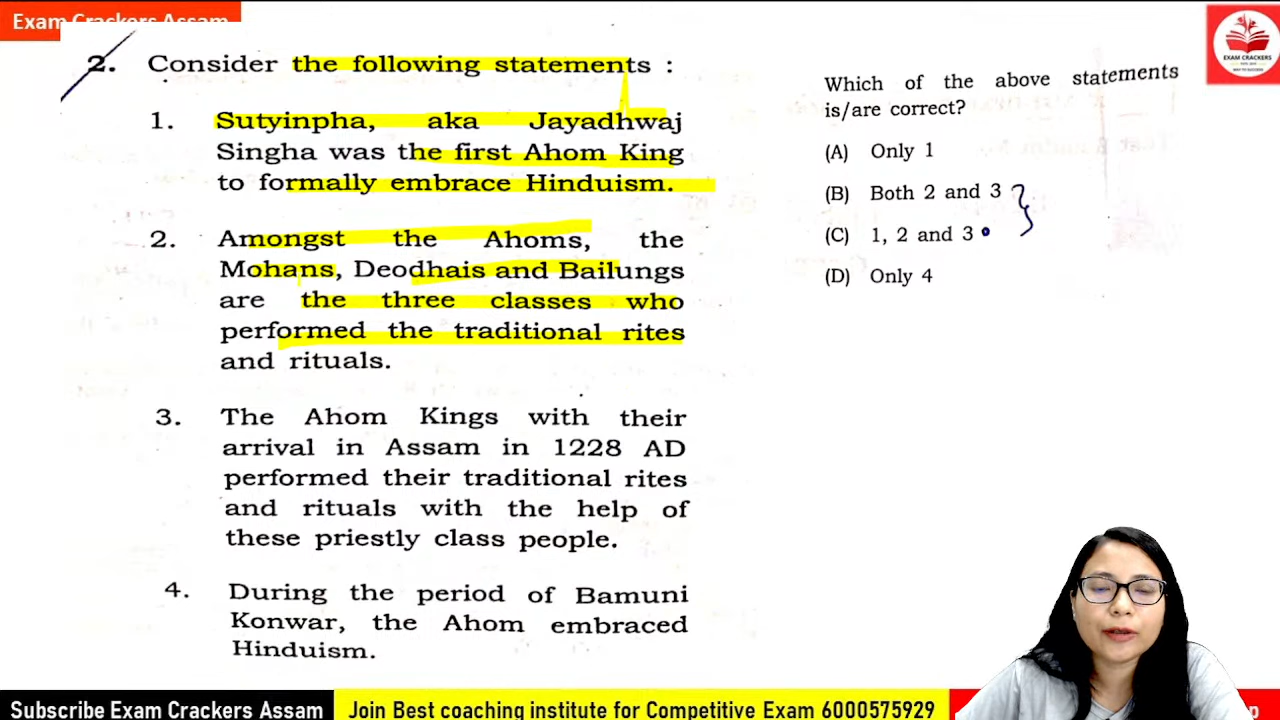 Exam Crackers Assam
2. Consider the following statements :
1. Sutyinpha, aka Jayadhwaj
Singha was the first Ahom King
to formally embrace Hinduism.
2. Amongst the Ahoms, the
Mohans, Deodhais and Bailungs
are the three classes who
performed the traditional rites
and rituals.
3. The Ahom Kings with their
arrival in Assam in 1228 AD
performed their traditional rites
and rituals with the help of
these priestly class people.
4. During the period of Bamuni
Konwar, the Ahom embraced
Hinduism.
Which of the above statements
is/are correct?
(A) Only 1
(B) Both 2 and 3
(C) 1, 2 and 3
(D) Only 4
EXAM CRACKERS
Subscribe Exam Crackers Assam
Join Best coaching institute for Competitive Exam 6000575929